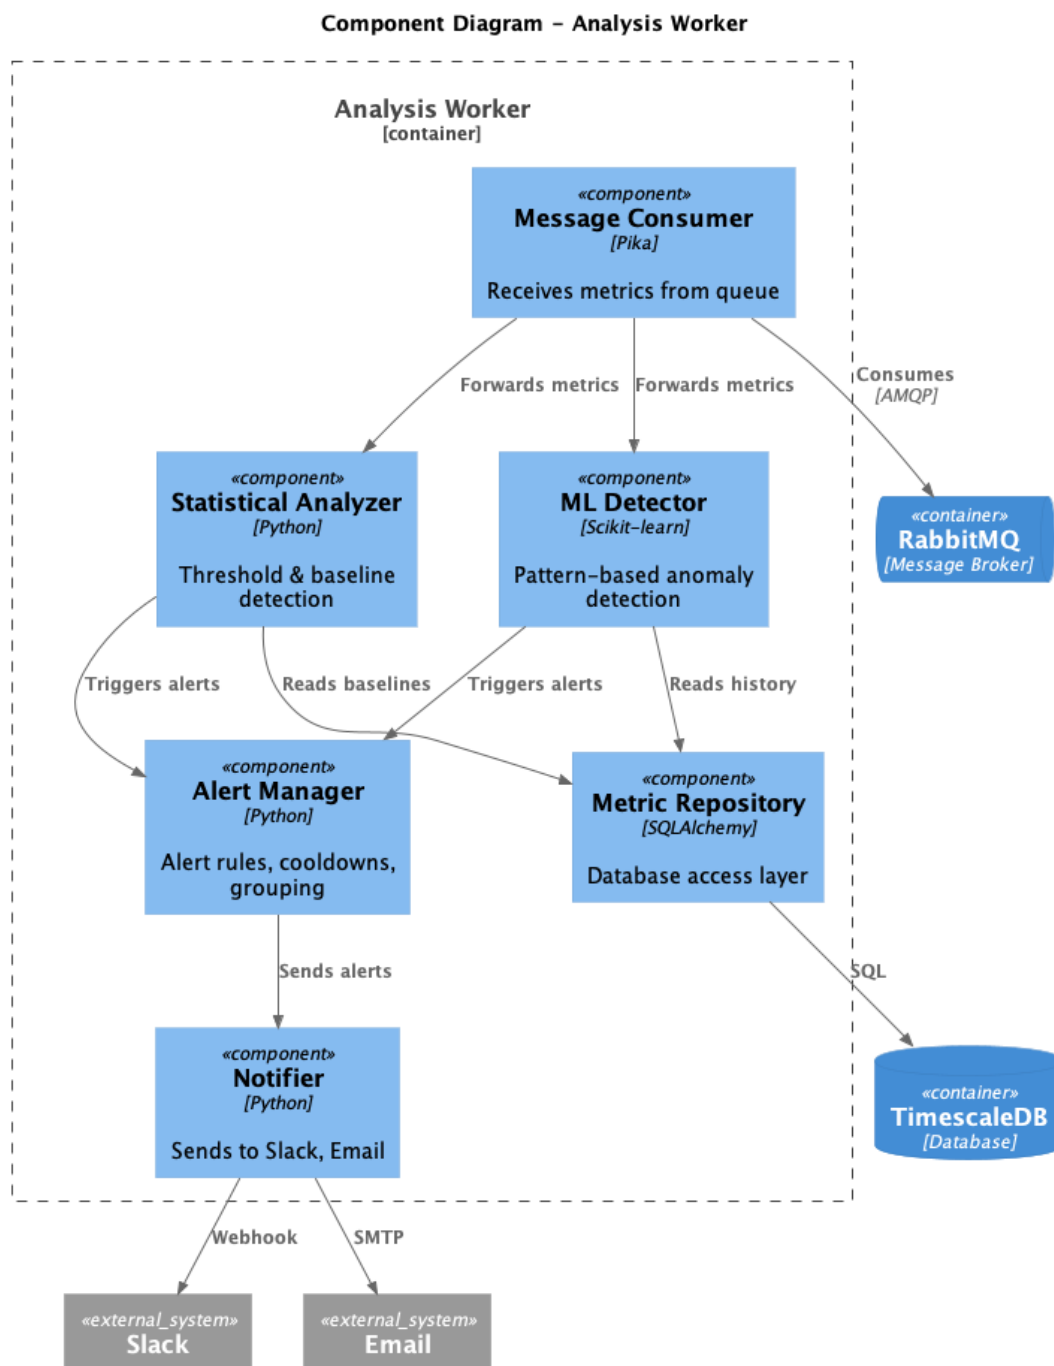 Component Diagram – Analysis Worker
Analysis Worker
[container]
«component»
Message Consumer
[Pika]
Receives metrics from queue
Forwards metrics
Forwards metrics
Consumes
[AMQP]
«component»
Statistical Analyzer
[Python]
Threshold & baseline
detection
«component»
ML Detector
[Scikit-learn]
Pattern-based anomaly
detection
«container»
RabbitMQ
[Message Broker]
Triggers alerts
Reads baselines
Triggers alerts
Reads history
«component»
Alert Manager
[Python]
Alert rules, cooldowns,
grouping
«component»
Metric Repository
[SQLAlchemy]
Database access layer
Sends alerts
SQL
«component»
Notifier
[Python]
Sends to Slack, Email
«container»
TimescaleDB
[Database]
Webhook
SMTP
«external_system»
Slack
«external_system»
Email